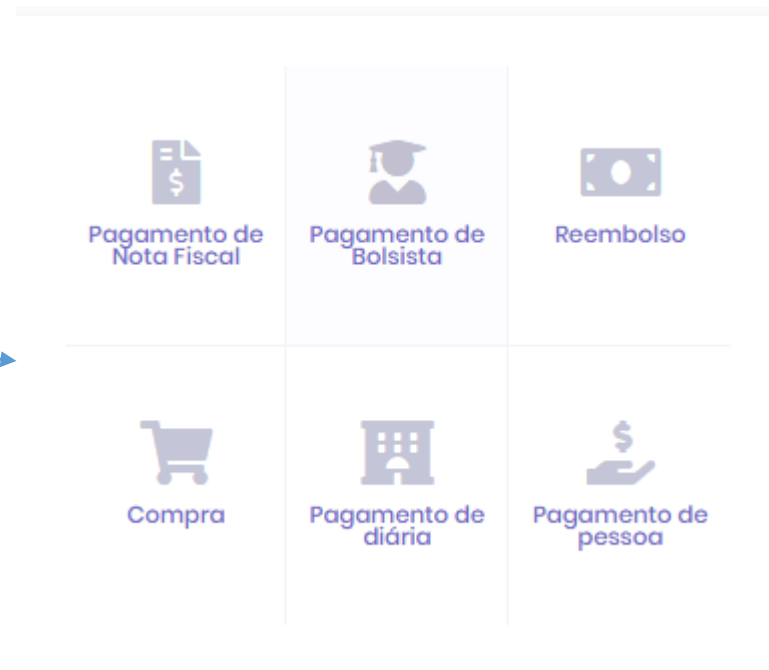 Pagamento de
Nota Fiscal
Pagamento de
Bolsista
Reembolso
Compra
Pagamento de
diária
Pagamento de
pessoa